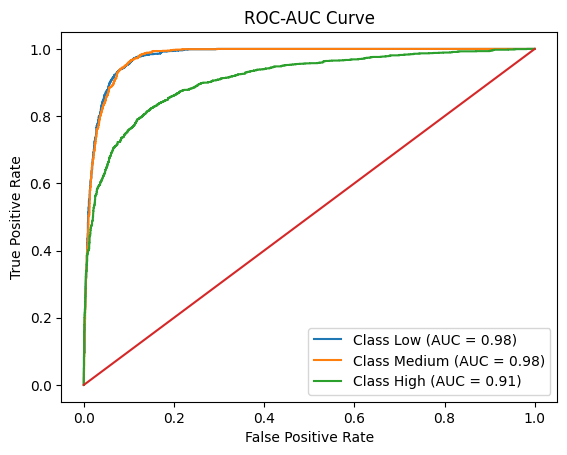 ROC-AUC Curve
True Positive Rate
1.0
0.8
0.6
0.4
0.2
0.0
Class Low (AUC = 0.98)
Class Medium (AUC = 0.98)
Class High (AUC = 0.91)
0.0 0.2 0.4 0.6 0.8 1.0
False Positive Rate